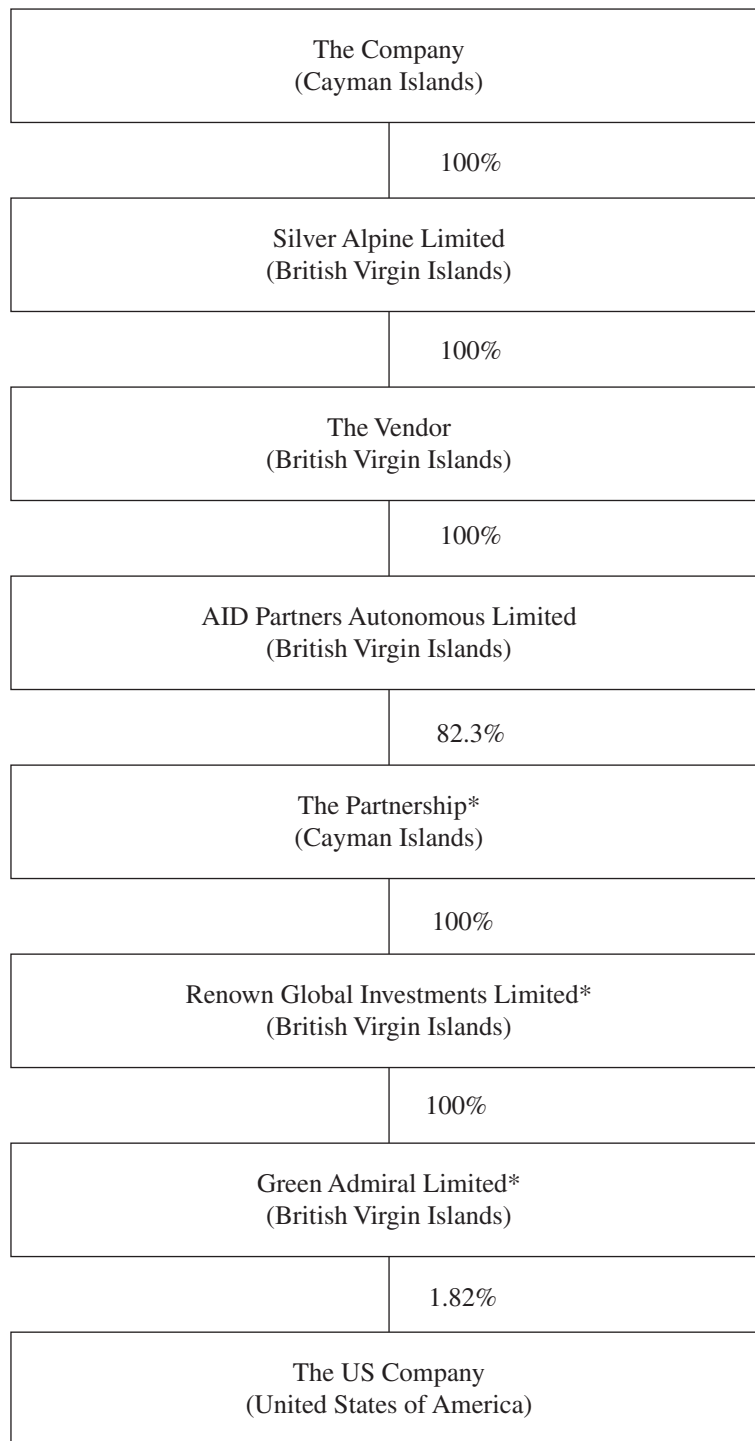 The Company
(Cayman Islands)
100%
Silver Alpine Limited
(British Virgin Islands)
100%
The Vendor
(British Virgin Islands)
100%
AID Partners Autonomous Limited
(British Virgin Islands)
82.3%
The Partnership*
(Cayman Islands)
100%
Renown Global Investments Limited*
(British Virgin Islands)
100%
Green Admiral Limited*
(British Virgin Islands)
1.82%
The US Company
(United States of America)